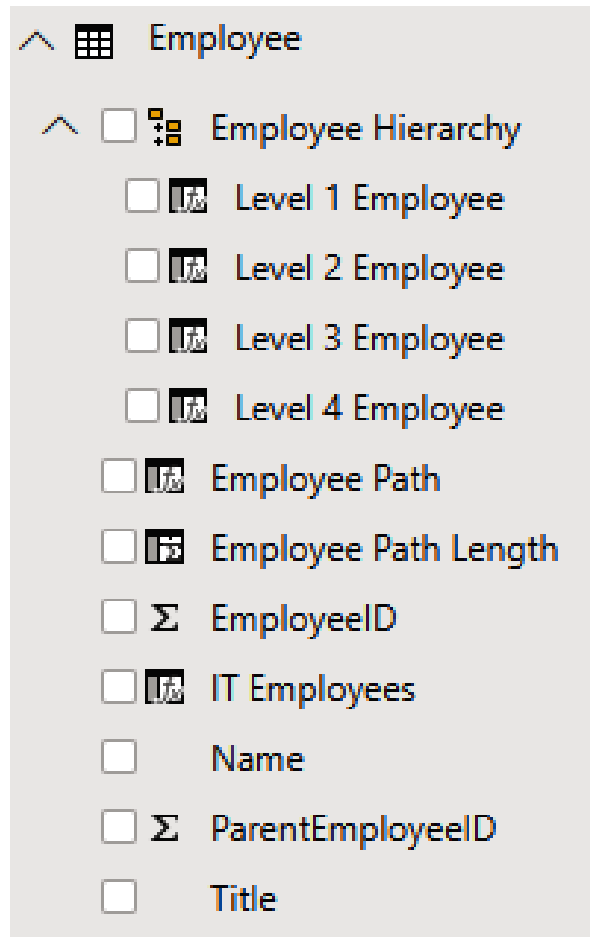 Employee
Employee Hierarchy
Level 1 Employee
Level 2 Employee
Level 3 Employee
Level 4 Employee
Employee Path
Employee Path Length
Σ EmployeeID
IT Employees
Name
Σ ParentEmployeeID
Title